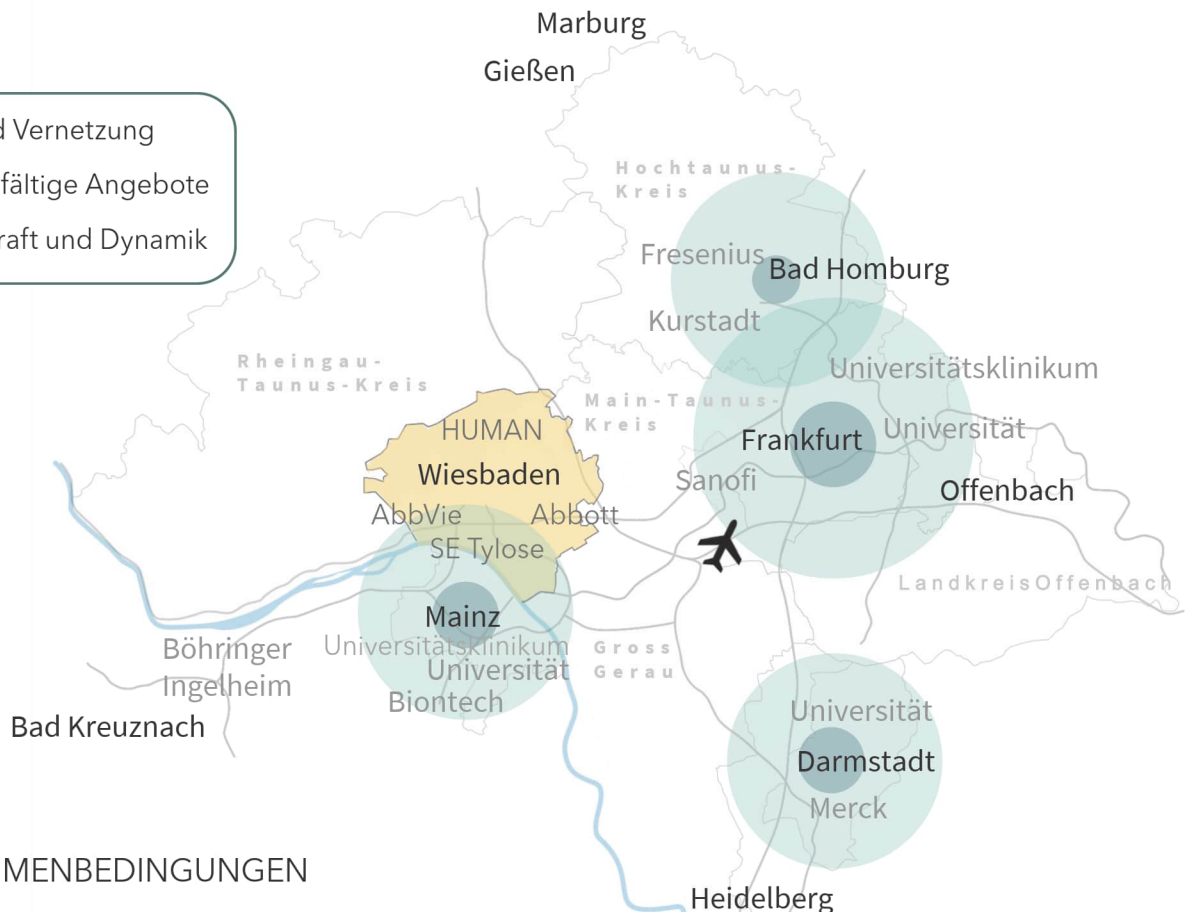 Marburg
Gießen
d Vernetzung
fältige Angebote
raft und Dynamik
Hochtaunus-
Kreis
Fresenius
Bad Homburg
Kurstadt
Rheingau-
Taunus-Kreis
Universitätsklinikum
Main-Taunus-
Kreis
HUMAN
Universität
Frankfurt
Wiesbaden
Sanofi
Offenbach
AbbVie
Abbott
SE Tylose
LandkreisOffenbach
Mainz
Böhringer
Ingelheim
Universitätsklinikum
Universität
Biontech
Gross
Gerau
Bad Kreuznach
Universität
Darmstadt
Merck
MENBEDINGUNGEN
Heidelberg